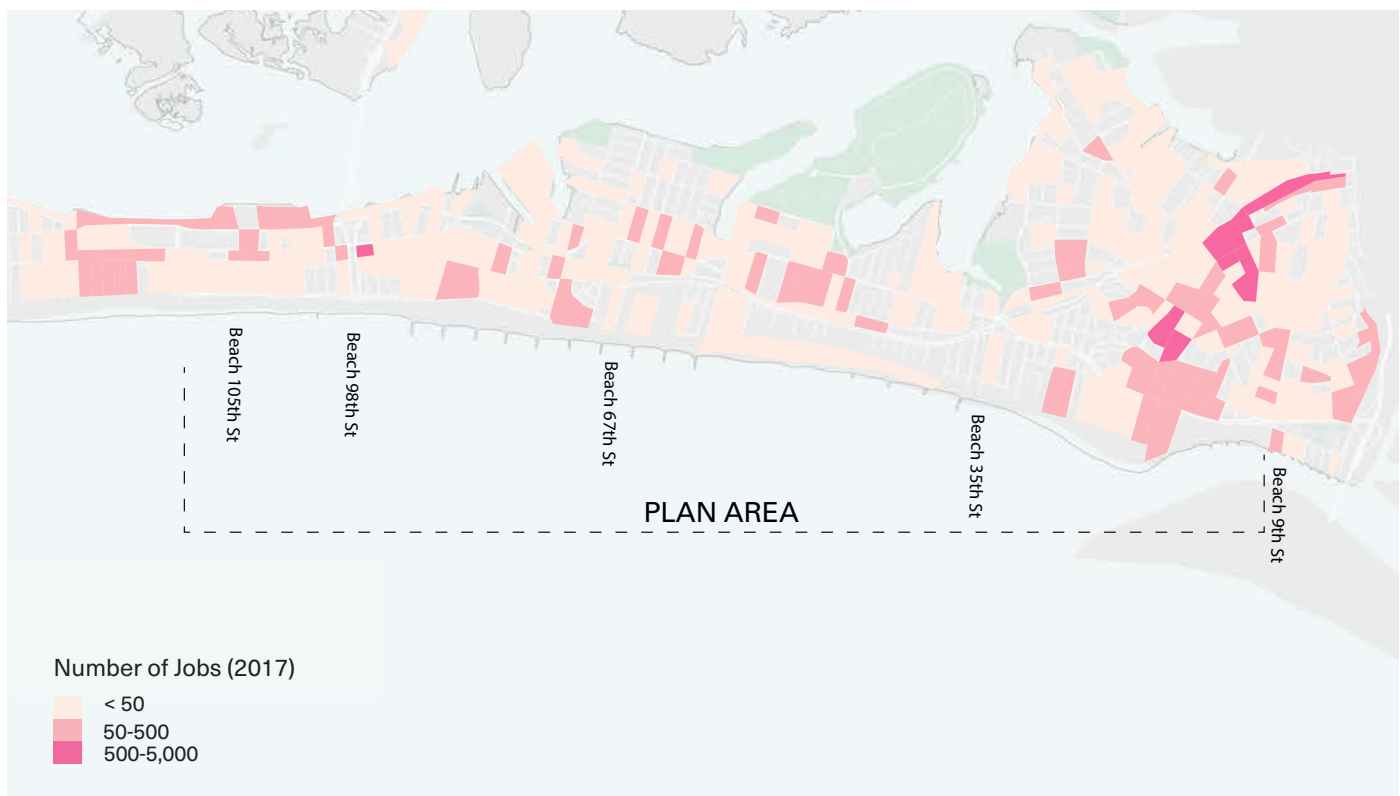 Beach 105th St
Beach 98th St
Beach 67th St
Beach 35th St
Beach 9th St
PLAN AREA
Number of Jobs (2017)
< 50
50-500
500-5,000